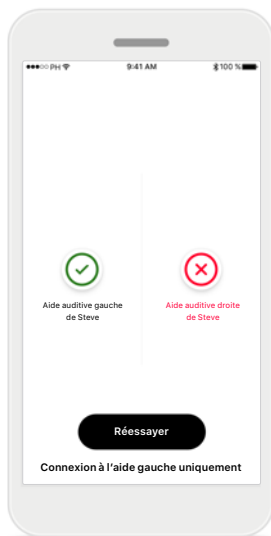 PH 9:41 AM 100 %
Aide auditive gauche
de Steve
Aide auditive droite
de Steve
Réessayer
Connexion à l'aide gauche uniquement